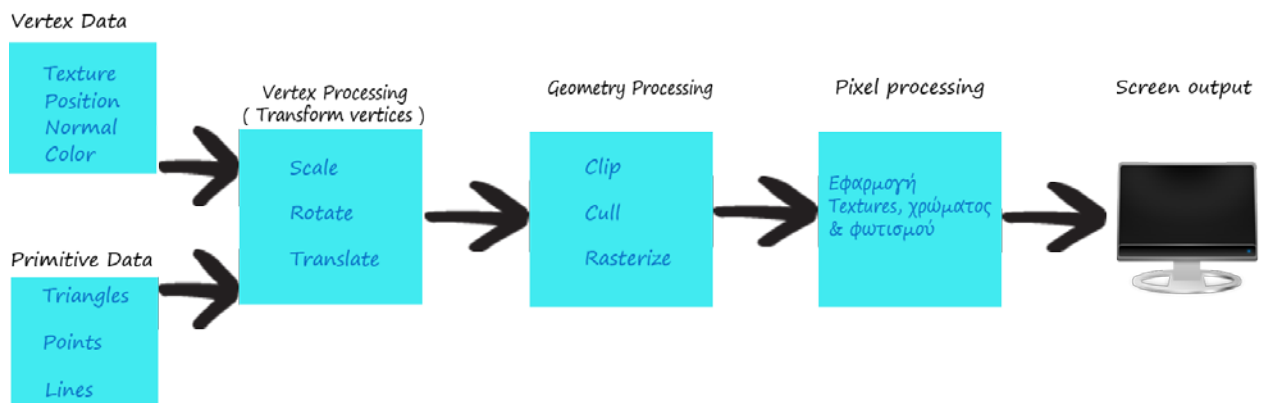 Vertex Data
Texture
Position
Normal
Color
Primitive Data
Triangles
Points
Lines
Vertex Processing
( Transform vertices )
Scale
Rotate
Translate
Geometry Processing
Clip
Cull
Rasterize
Pixel processing
Εφαρμογή
Textures, χρώματος
& φωτισμού
Screen output